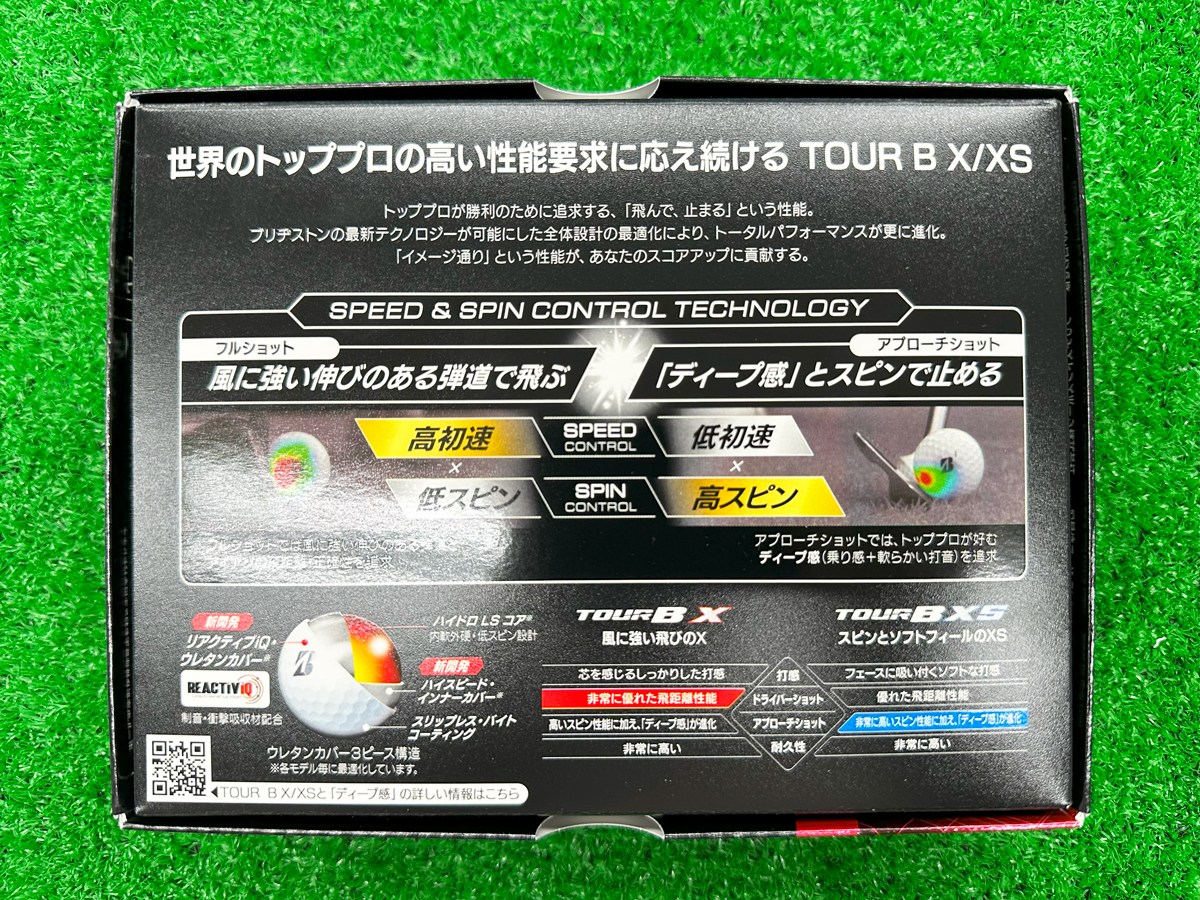 世界のトッププロの高い性能要求に応え続ける TOUR B X/XS
トッププロが勝利のために追求する、「飛んで、止まる」という性能。
ブリヂストンの最新テクノロジーが可能にした全体設計の最適化により、トータルパフォーマンスが更に進化。
「イメージ通り」という性能が、あなたのスコアアップに貢献する。
SPEED & SPIN CONTROL TECHNOLOGY
フルショット
風に強い伸びのある弾道で飛ぶ
アプローチショット
「ディープ感」とスピンで止める
高初速
SPEED
CONTROL
低初速
×
×
低スピン
SPIN
CONTROL
高スピン
フルショットでは風に強い伸びのある
アプローチショットでは、トッププロが好む
ディープ感(乗り感+軟らかい打音)を追求
新開発
リアクティブiQ・
ウレタンカバー※
REACTiV iQ
制音・衝撃吸収材配合
ハイドロ LS コア※
内軟外硬・低スピン設計
新開発
ハイスピード・
インナーカバー※
スリップレス・バイト
コーティング
ウレタンカバー3ピース構造
※各モデル毎に最適化しています。
◀TOUR B X/XSと「ディープ感」の詳しい情報はこちら
TOUR B X
風に強い飛びのX
TOUR B XS
スピンとソフトフィールのXS
芯を感じるしっかりした打感
打感
フェースに吸い付くソフトな打感
非常に優れた飛距離性能
ドライバーショット
優れた飛距離性能
高いスピン性能に加え、「ディープ感」が進化
アプローチショット
非常に高いスピン性能に加え、「ディープ感」が進化
非常に高い
耐久性
非常に高い